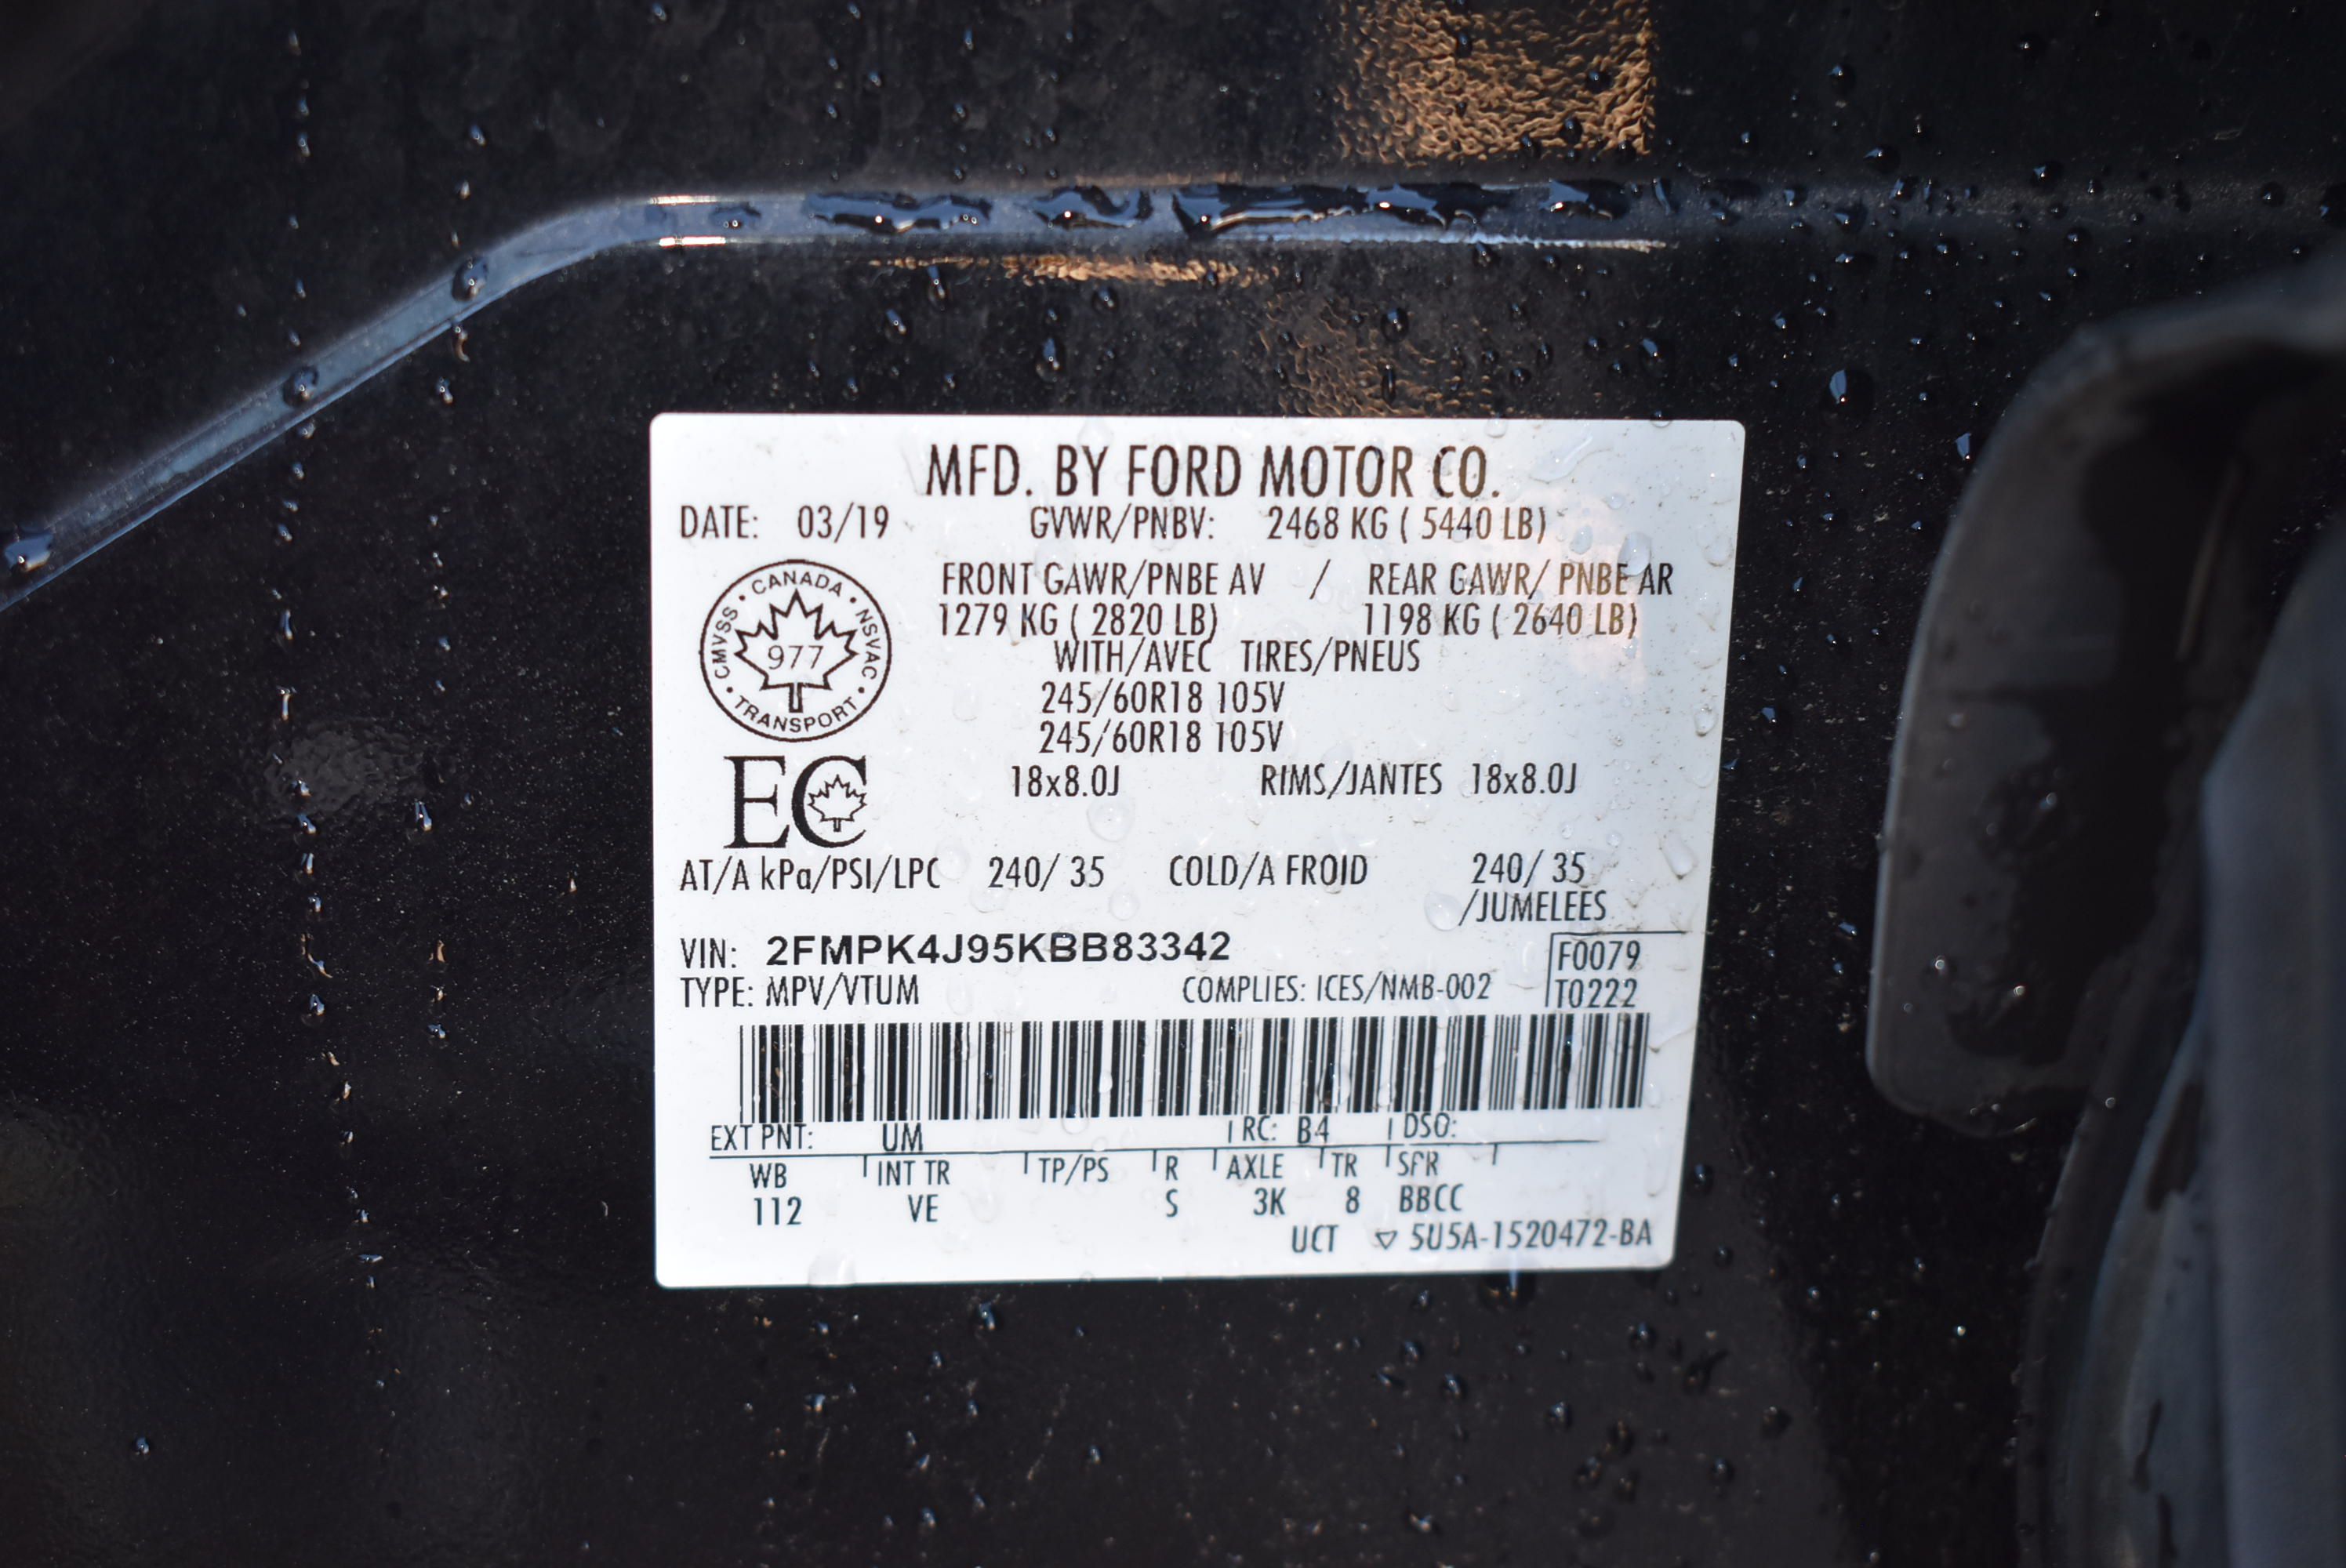 MFD. BY FORD MOTOR CO.
DATE: 03/19 GVWR/PNBV: 2468 KG ( 5440 LB)
FRONT GAWR/PNBE AV / REAR GAWR/ PNBE AR
1279 KG ( 2820 LB) 1198 KG ( 2640 LB)
WITH/AVEC TIRES/PNEUS
245/60R18 105V
245/60R18 105V
18x8.0J RIMS/JANTES 18x8.0J
CANADA • NSVAC • TRANSPORT • CMVSS •
977
EC
AT/A kPa/PSI/LPC 240/ 35 COLD/A FROID 240/ 35
/JUMELEES
VIN: 2FMPK4J95KBB83342 F0079
TYPE: MPV/VTUM COMPLIES: ICES/NMB-002 T0222
EXT PNT: UM RC: B4 DSO:
WB INT TR TP/PS R AXLE TR SPR
112 VE S 3K 8 BBCC
UCT ▽ 5U5A-1520472-BA